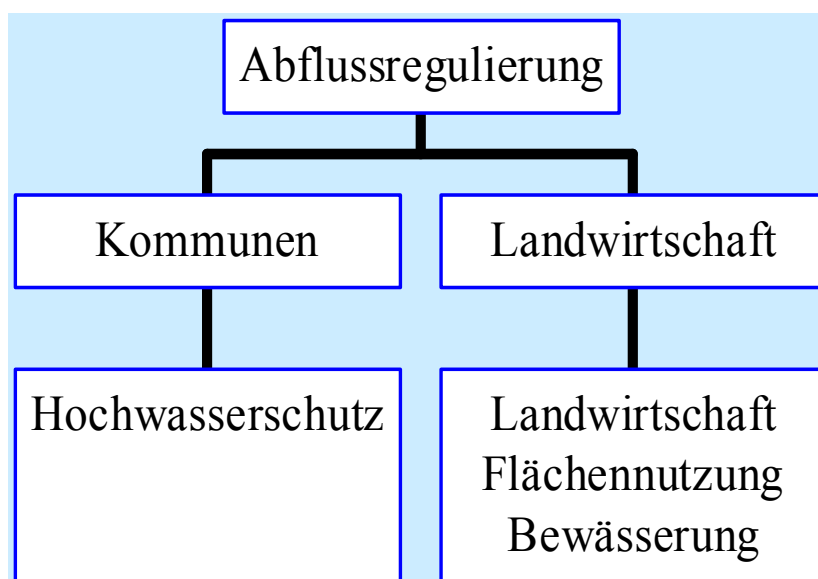 Abflussregulierung
Kommunen
Landwirtschaft
Hochwasserschutz
Landwirtschaft
Flächennutzung
Bewässerung